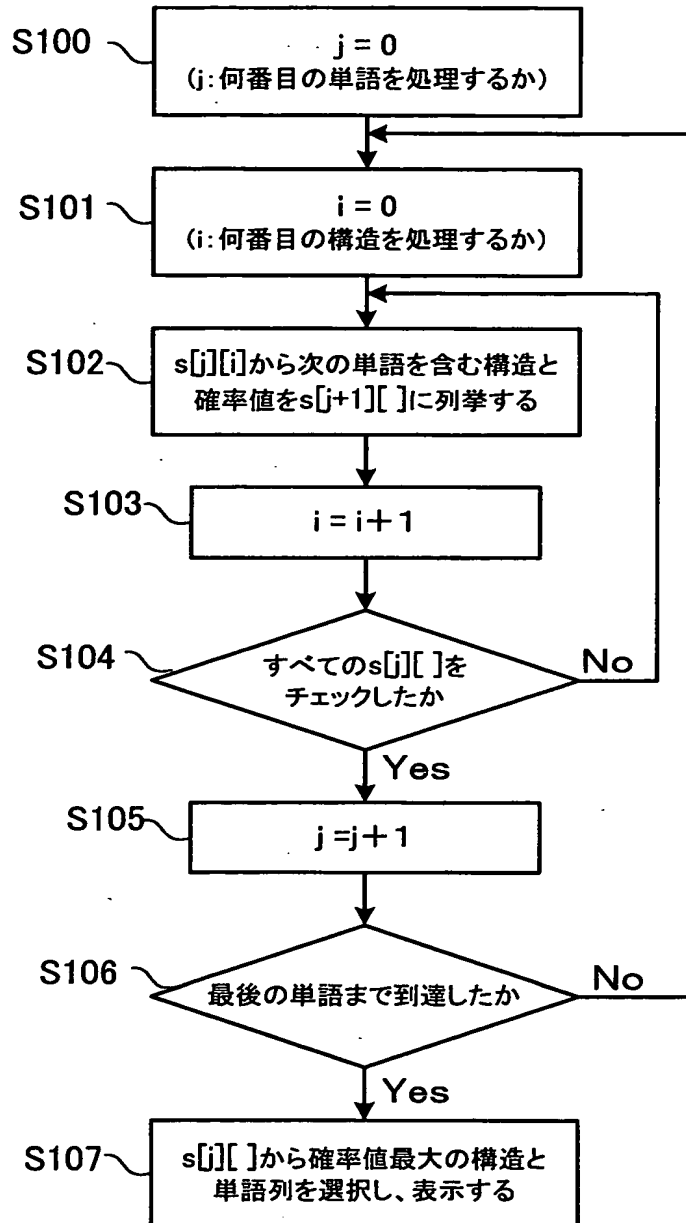 S100
j = 0
(j:何番目の単語を処理するか)
S101
i = 0
(i:何番目の構造を処理するか)
S102
s[j][i]から次の単語を含む構造と
確率値をs[j+1][ ]に列挙する
S103
i = i+1
S104
すべてのs[j][ ]を
チェックしたか
No
Yes
S105
j =j+1
S106
最後の単語まで到達したか
No
Yes
S107
s[j][ ]から確率値最大の構造と
単語列を選択し、表示する